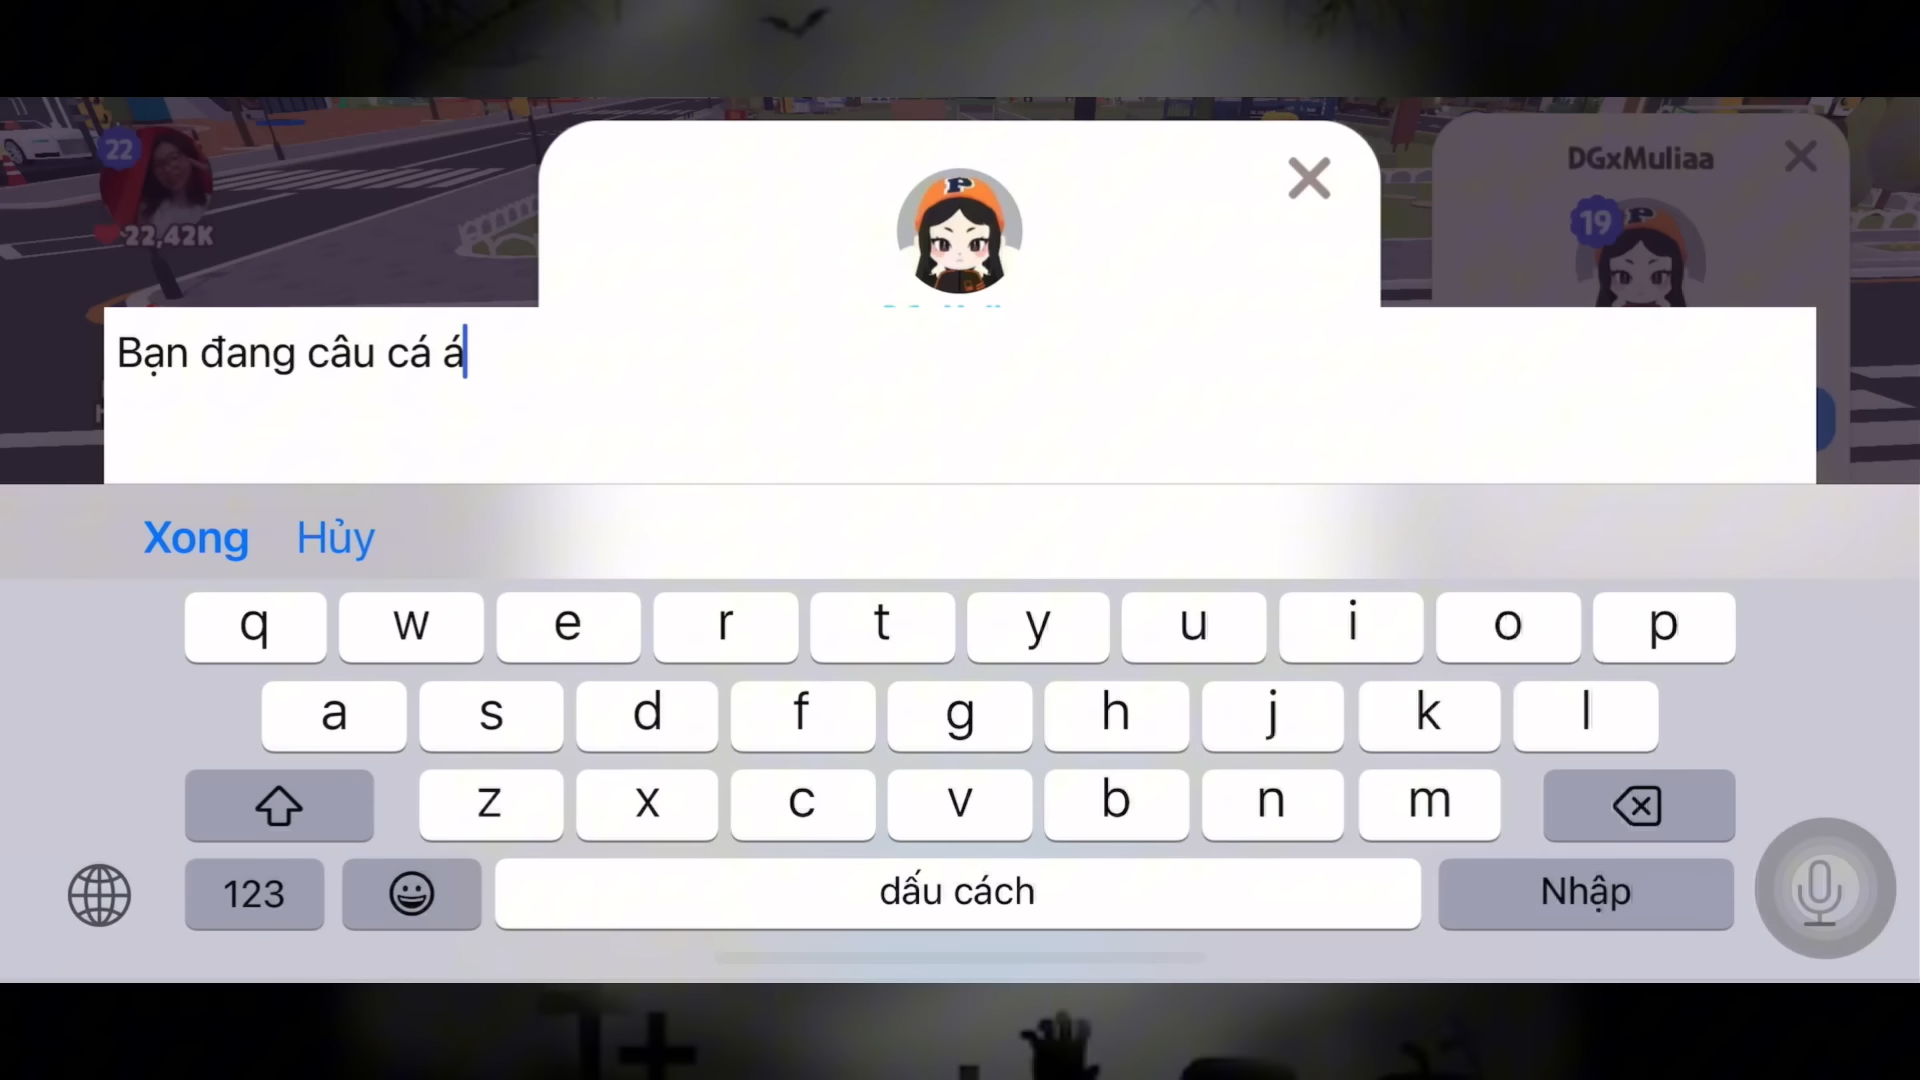 22
22,42K
DGxMuliaa
19
P
P
Bạn đang câu cá á
Xong Hủy
q w e r t y u i o p
a s d f g h j k l
z x c v b n m
123 dấu cách Nhập